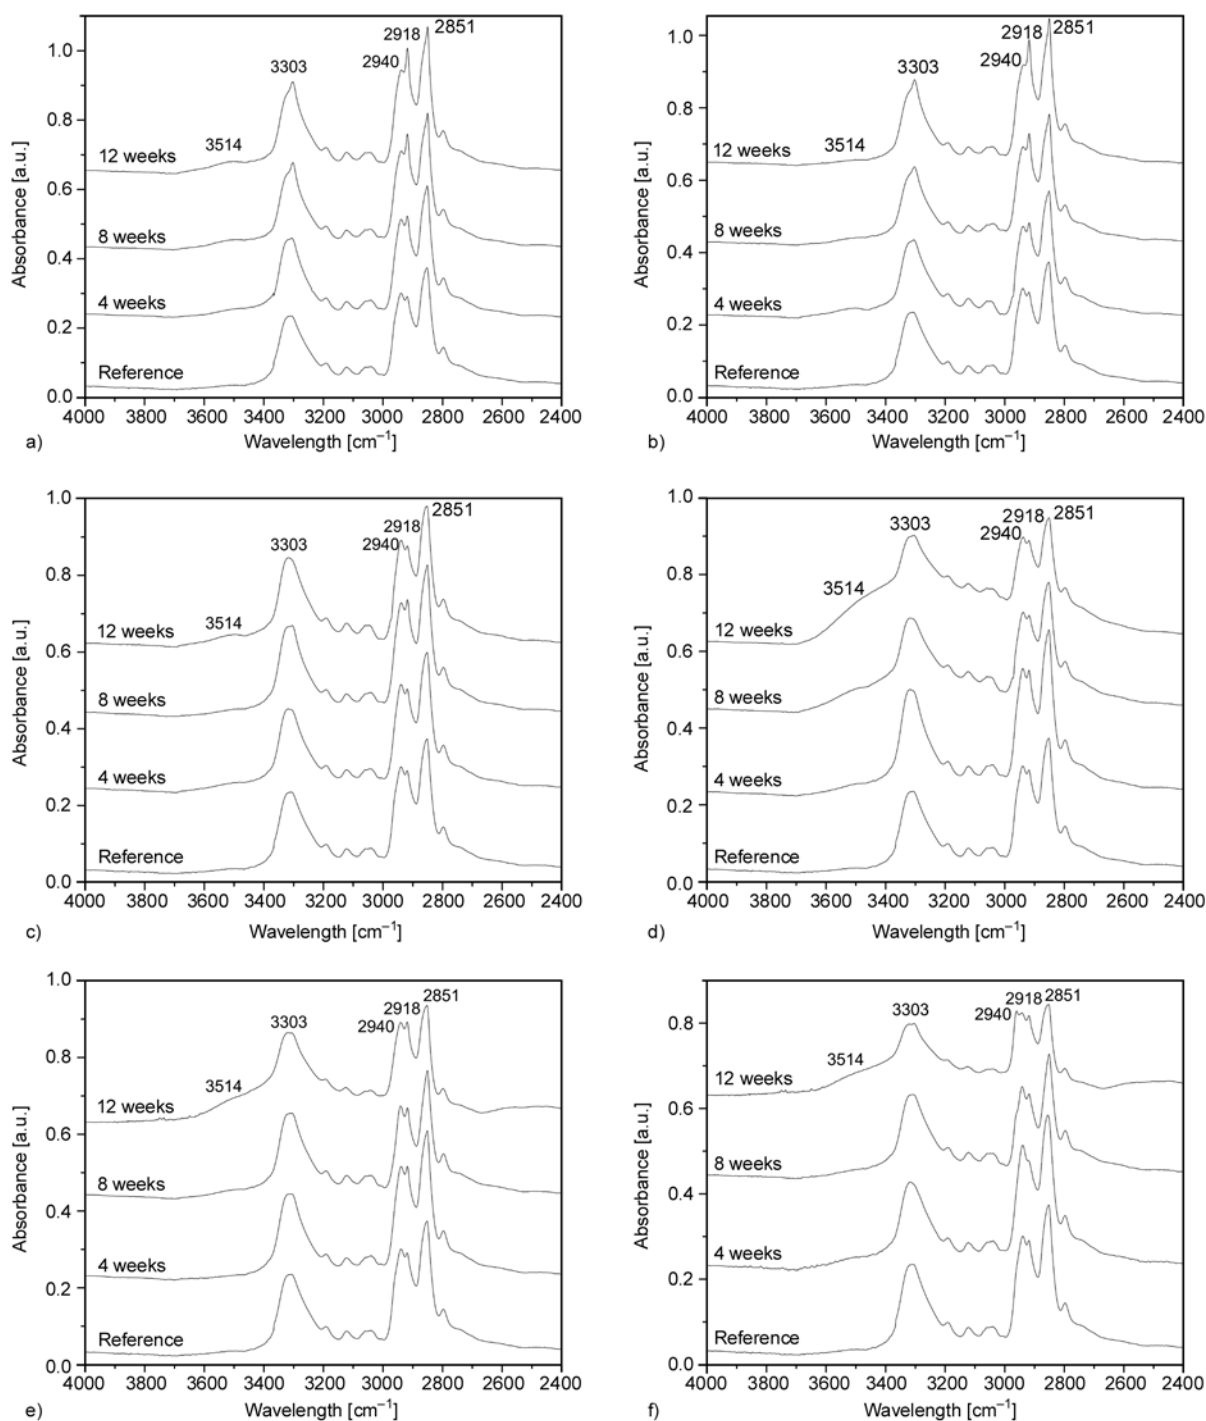 2918
2851
2940
3303
3514
12 weeks
8 weeks
4 weeks
Reference
1.0
0.8
0.6
0.4
0.2
0.0
Absorbance [a.u.]
4000 3800 3600 3400 3200 3000 2800 2600 2400
Wavelength [cm–1]
a)
2918
2851
2940
3303
3514
12 weeks
8 weeks
4 weeks
Reference
1.0
0.8
0.6
0.4
0.2
0.0
Absorbance [a.u.]
4000 3800 3600 3400 3200 3000 2800 2600 2400
Wavelength [cm–1]
b)
2851
2918
2940
3303
3514
12 weeks
8 weeks
4 weeks
Reference
1.0
0.8
0.6
0.4
0.2
0.0
Absorbance [a.u.]
4000 3800 3600 3400 3200 3000 2800 2600 2400
Wavelength [cm–1]
c)
2918
2851
2940
3303
3514
12 weeks
8 weeks
4 weeks
Reference
1.0
0.8
0.6
0.4
0.2
0.0
Absorbance [a.u.]
4000 3800 3600 3400 3200 3000 2800 2600 2400
Wavelength [cm–1]
d)
2851
2918
2940
3303
3514
12 weeks
8 weeks
4 weeks
Reference
1.0
0.8
0.6
0.4
0.2
0.0
Absorbance [a.u.]
4000 3800 3600 3400 3200 3000 2800 2600 2400
Wavelength [cm–1]
e)
2918 2851
2940
3303
3514
12 weeks
8 weeks
4 weeks
Reference
0.8
0.6
0.4
0.2
0.0
Absorbance [a.u.]
4000 3800 3600 3400 3200 3000 2800 2600 2400
Wavelength [cm–1]
f)